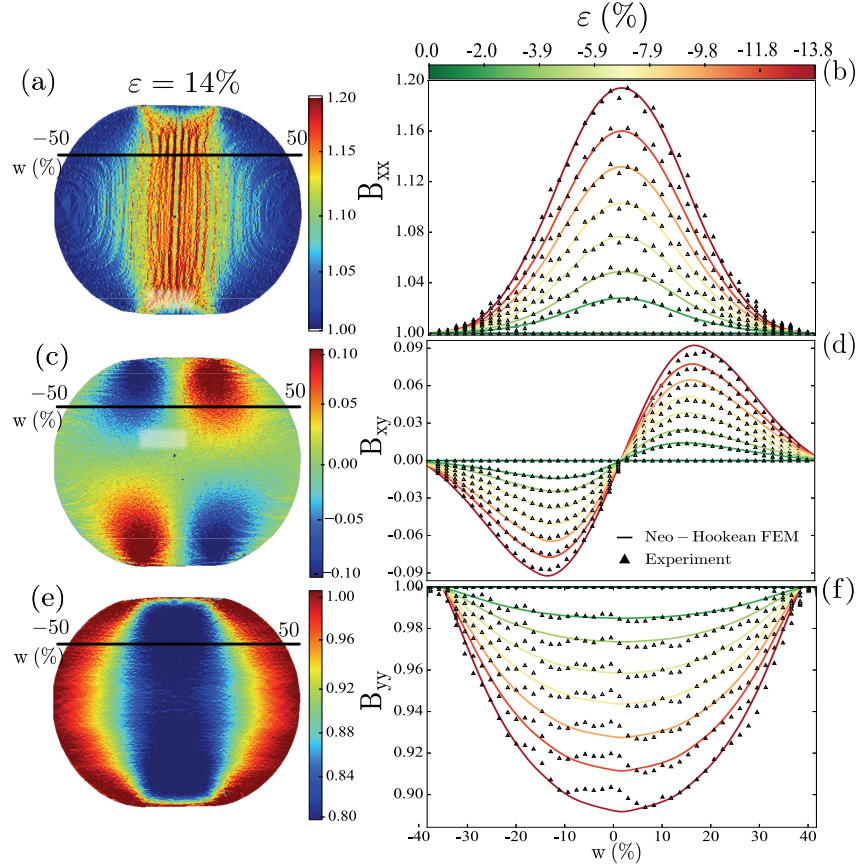 ε (%)
0.0 -2.0 -3.9 -5.9 -7.9 -9.8 -11.8 -13.8
(a)
ε = 14%
−50
50
w (%)
1.20
1.15
1.10
1.05
1.00
(b)
B_xx
1.20
1.16
1.12
1.08
1.04
1.00
(c)
−50
50
w (%)
0.10
0.05
0.00
−0.05
−0.10
(d)
B_xy
0.09
0.06
0.03
0.00
-0.03
-0.06
-0.09
Neo − Hookean FEM
Experiment
(e)
−50
50
w (%)
1.00
0.96
0.92
0.88
0.84
0.80
(f)
B_yy
1.00
0.98
0.96
0.94
0.92
0.90
-40 -30 -20 -10 0 10 20 30 40
w (%)